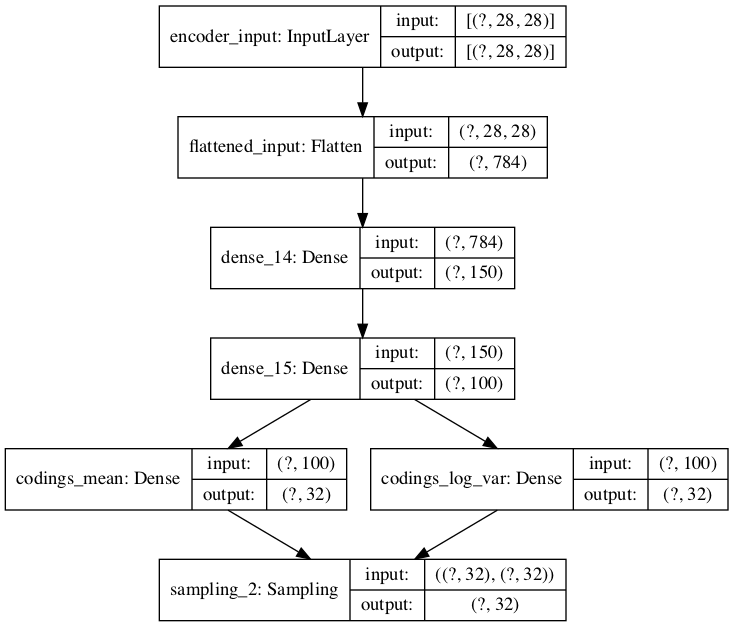 encoder_input: InputLayer
input:
[(?, 28, 28)]
output:
[(?, 28, 28)]
flattened_input: Flatten
input:
(?, 28, 28)
output:
(?, 784)
dense_14: Dense
input:
(?, 784)
output:
(?, 150)
dense_15: Dense
input:
(?, 150)
output:
(?, 100)
codings_mean: Dense
input:
(?, 100)
output:
(?, 32)
codings_log_var: Dense
input:
(?, 100)
output:
(?, 32)
sampling_2: Sampling
input:
((?, 32), (?, 32))
output:
(?, 32)